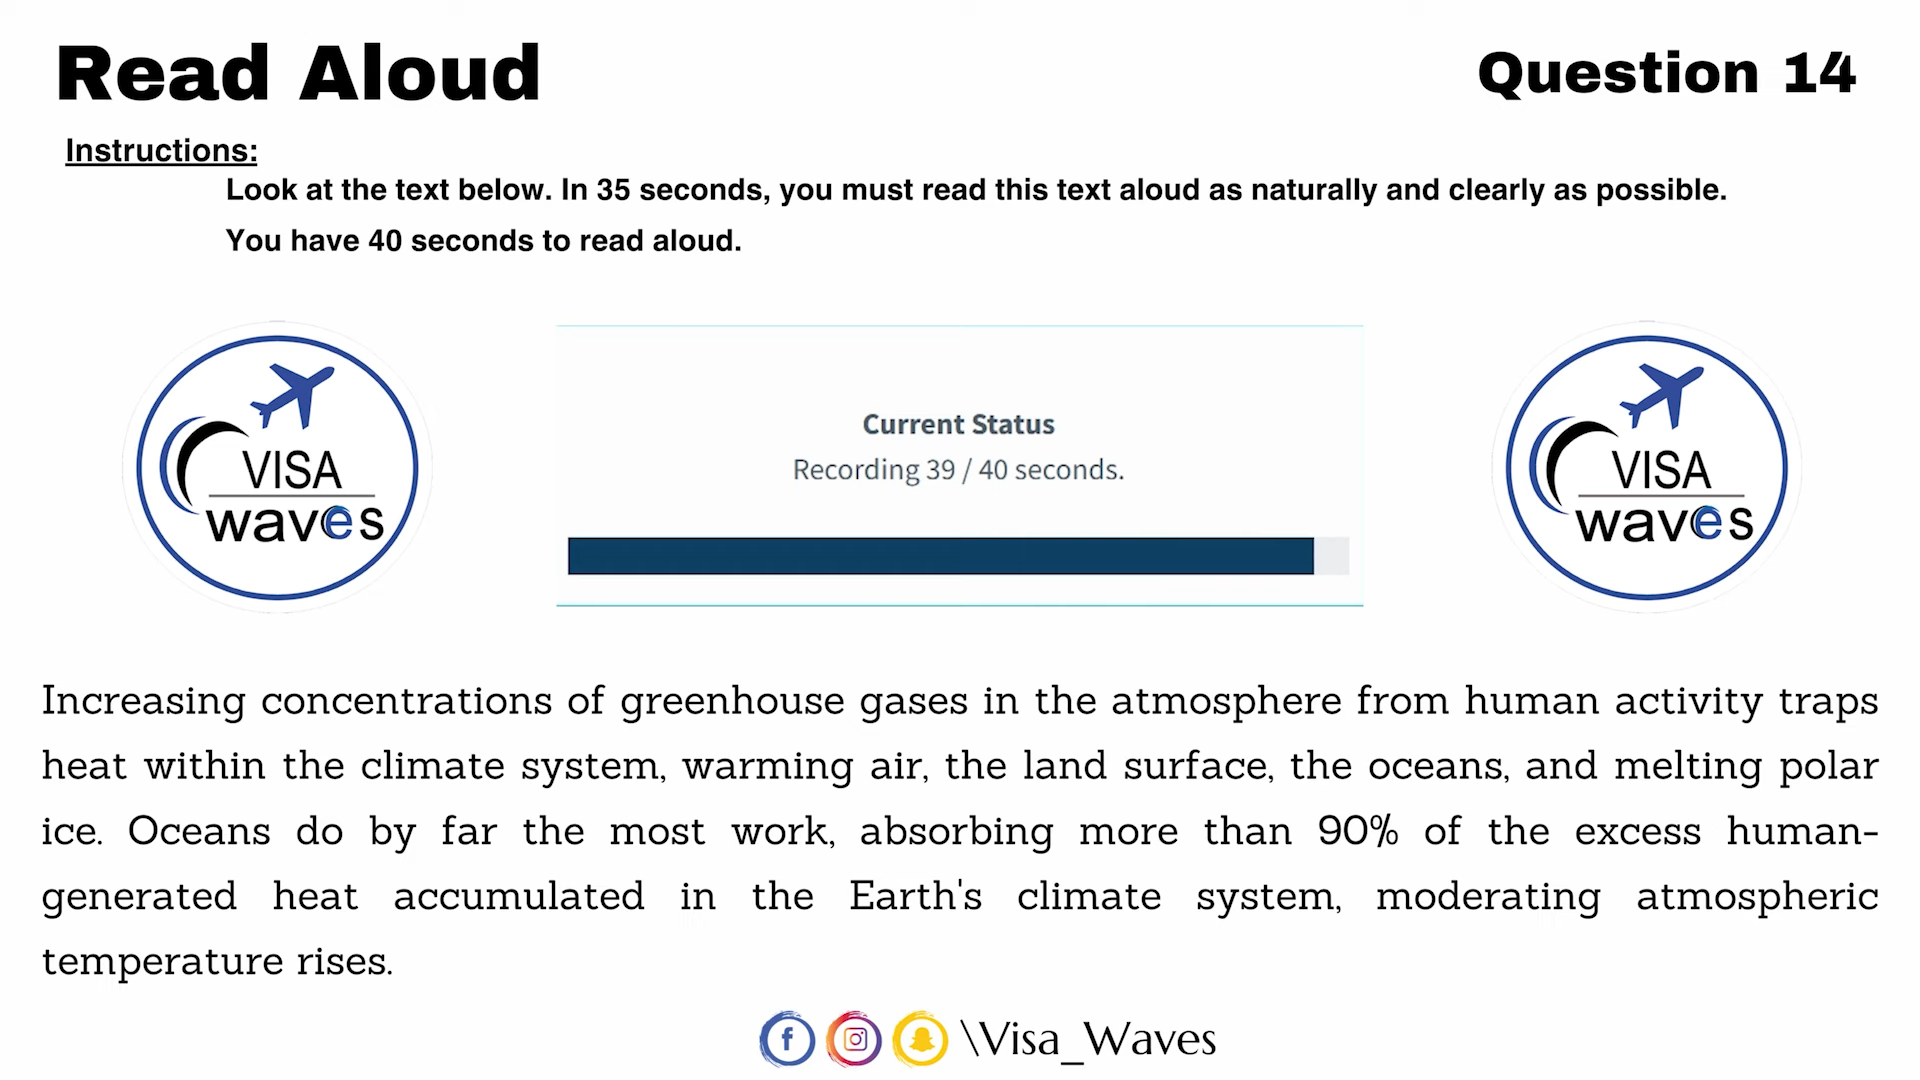 Read Aloud
Question 14
Instructions:
Look at the text below. In 35 seconds, you must read this text aloud as naturally and clearly as possible.
You have 40 seconds to read aloud.
VISA
waves
Current Status
Recording 39 / 40 seconds.
VISA
waves
Increasing concentrations of greenhouse gases in the atmosphere from human activity traps
heat within the climate system, warming air, the land surface, the oceans, and melting polar
ice. Oceans do by far the most work, absorbing more than 90% of the excess human-
generated heat accumulated in the Earth's climate system, moderating atmospheric
temperature rises.
\Visa_Waves